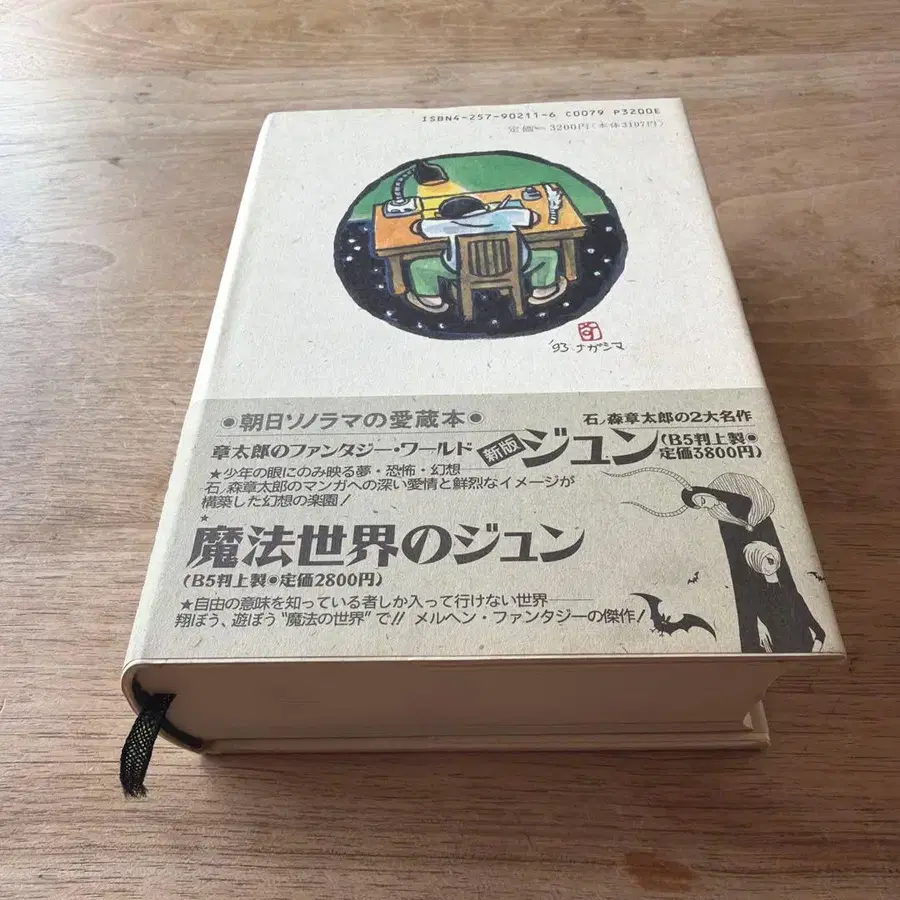 ISBN4-257-90211-6 C0079 P3200E
定価 3200円(本体3107円)
'93 ナガシマ
●朝日ソノラマの愛蔵本●
石ノ森章太郎の2大名作
章太郎のファンタジー・ワールド 新版 ジュン (B5判上製●定価3800円)
★少年の眼にのみ映る夢・恐怖・幻想──
石ノ森章太郎のマンガへの深い愛情と鮮烈なイメージが
構築した幻想の楽園!
★
魔法世界のジュン
(B5判上製●定価2800円)
★自由の意味を知っている者しか入って行けない世界──
翔ぼう、遊ぼう“魔法の世界”で!! メルヘン・ファンタジーの傑作!